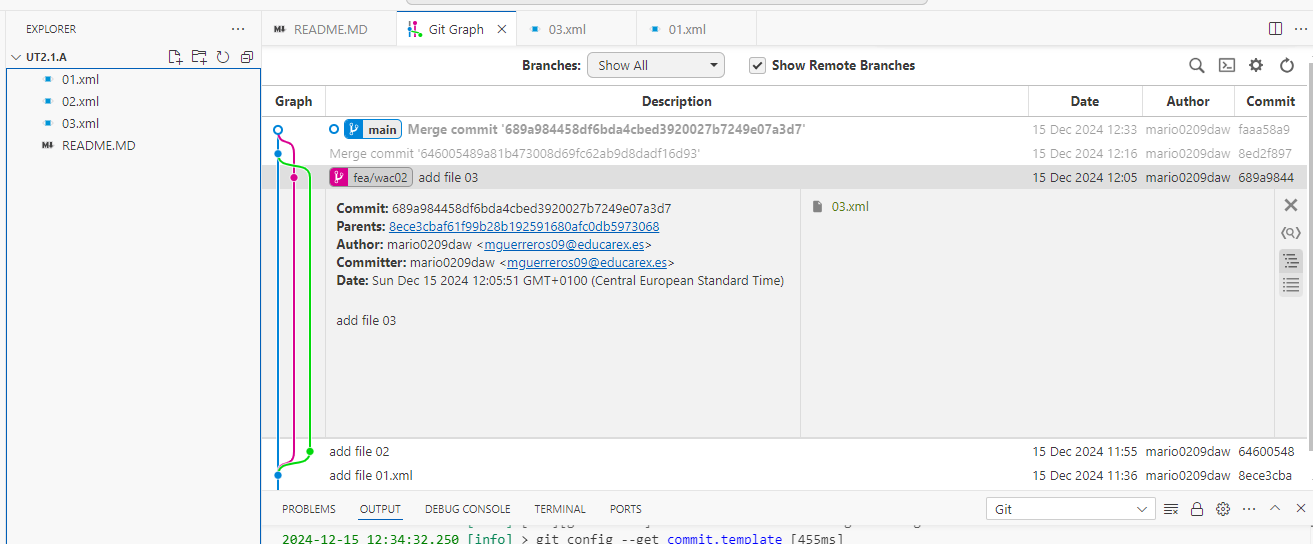 EXPLORER ···
UT2.1.A
01.xml
02.xml
03.xml
README.MD
README.MD Git Graph 03.xml 01.xml
Branches: Show All Show Remote Branches
Graph Description Date Author Commit
main Merge commit '689a984458df6bda4cbed3920027b7249e07a3d7' 15 Dec 2024 12:33 mario0209daw faaa58a9
Merge commit '646005489a81b473008d69fc62ab9d8dadf16d93' 15 Dec 2024 12:16 mario0209daw 8ed2f897
fea/wac02 add file 03 15 Dec 2024 12:05 mario0209daw 689a9844
Commit: 689a984458df6bda4cbed3920027b7249e07a3d7
Parents: 8ece3cbaf61f99b28b192591680afc0db5973068
Author: mario0209daw <mguerreros09@educarex.es>
Committer: mario0209daw <mguerreros09@educarex.es>
Date: Sun Dec 15 2024 12:05:51 GMT+0100 (Central European Standard Time)
add file 03
03.xml
add file 02 15 Dec 2024 11:55 mario0209daw 64600548
add file 01.xml 15 Dec 2024 11:36 mario0209daw 8ece3cba
PROBLEMS OUTPUT DEBUG CONSOLE TERMINAL PORTS Git
2024-12-15 12:34:32.250 [info] > git config --get commit.template [455ms]